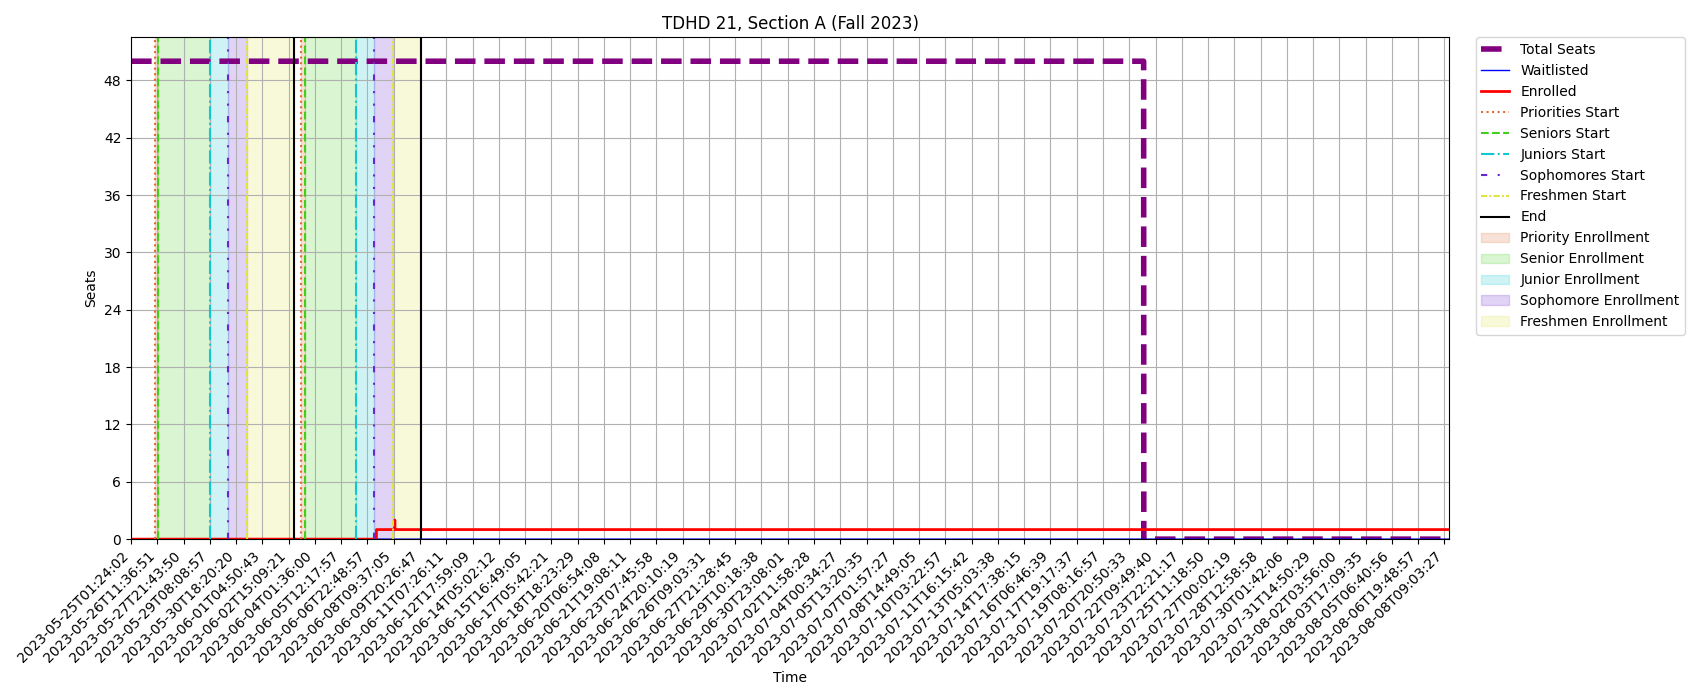 TDHD 21, Section A (Fall 2023)
Seats
48
42
36
30
24
18
12
6
0
2023-05-25T01:24:02
2023-05-26T11:36:51
2023-05-27T21:43:50
2023-05-29T08:08:57
2023-05-30T18:20:20
2023-06-01T04:50:43
2023-06-02T15:09:21
2023-06-04T01:36:00
2023-06-05T12:17:57
2023-06-06T22:48:57
2023-06-08T09:37:05
2023-06-09T20:26:47
2023-06-11T07:26:11
2023-06-12T17:59:09
2023-06-14T05:02:12
2023-06-15T16:49:05
2023-06-17T05:42:21
2023-06-18T18:23:29
2023-06-20T06:54:08
2023-06-21T19:08:11
2023-06-23T07:45:58
2023-06-24T20:10:19
2023-06-26T09:03:31
2023-06-27T21:28:45
2023-06-29T10:18:38
2023-06-30T23:08:01
2023-07-02T11:58:28
2023-07-04T00:34:27
2023-07-05T13:20:35
2023-07-07T01:57:27
2023-07-08T14:49:05
2023-07-10T03:22:57
2023-07-11T16:15:42
2023-07-13T05:03:38
2023-07-14T17:38:15
2023-07-16T06:46:39
2023-07-17T19:17:37
2023-07-19T08:16:57
2023-07-20T20:50:33
2023-07-22T09:49:40
2023-07-23T22:21:17
2023-07-25T11:18:50
2023-07-27T00:02:19
2023-07-28T12:58:58
2023-07-30T01:42:06
2023-07-31T14:50:29
2023-08-02T03:56:00
2023-08-03T17:09:35
2023-08-05T06:40:56
2023-08-06T19:48:57
2023-08-08T09:03:27
Time
Total Seats
Waitlisted
Enrolled
Priorities Start
Seniors Start
Juniors Start
Sophomores Start
Freshmen Start
End
Priority Enrollment
Senior Enrollment
Junior Enrollment
Sophomore Enrollment
Freshmen Enrollment